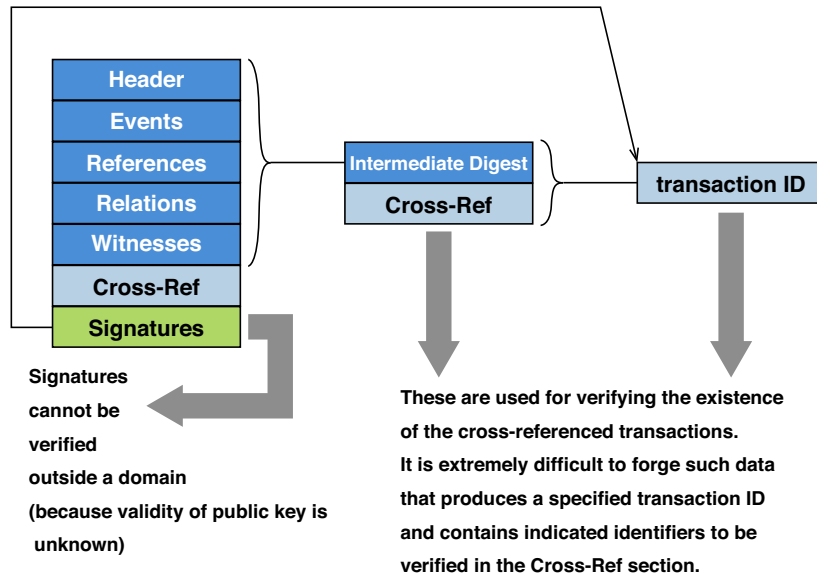 Header
Events
References
Relations
Witnesses
Cross-Ref
Signatures
Intermediate Digest
Cross-Ref
transaction ID
Signatures
cannot be
verified
outside a domain
(because validity of public key is
unknown)
These are used for verifying the existence
of the cross-referenced transactions.
It is extremely difficult to forge such data
that produces a specified transaction ID
and contains indicated identifiers to be
verified in the Cross-Ref section.